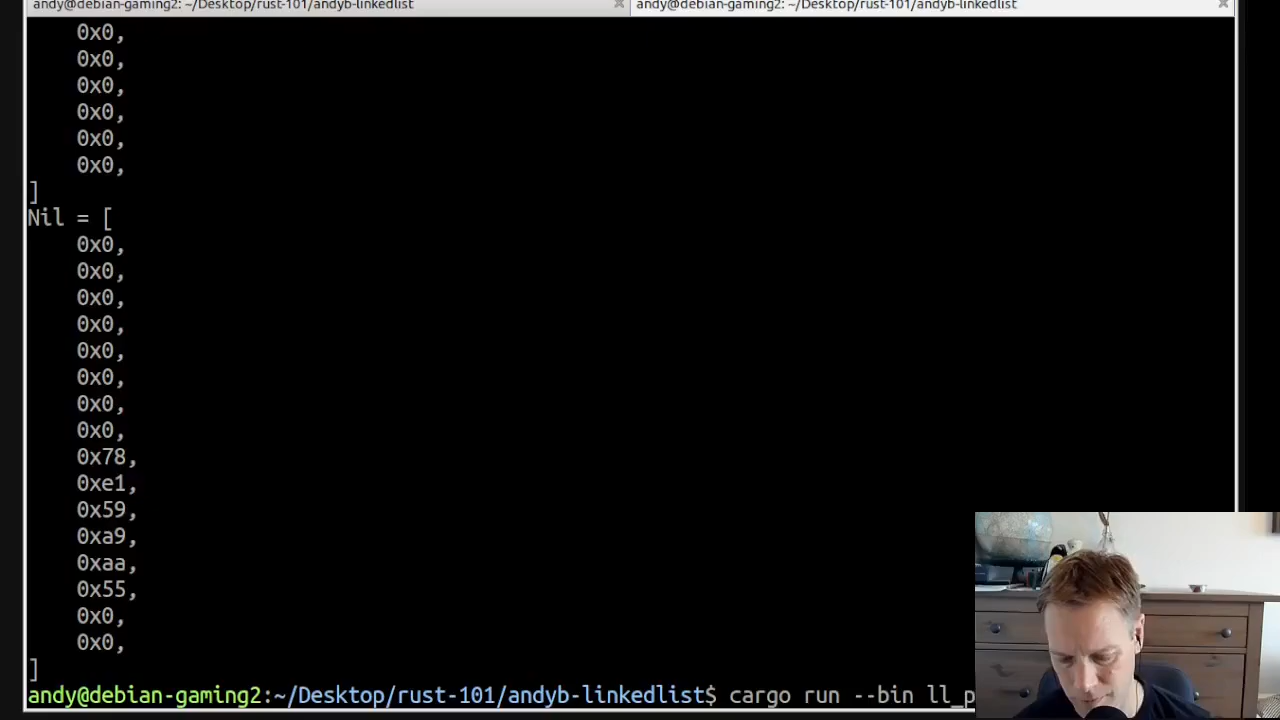 andy@debian-gaming2: ~/Desktop/rust-101/andyb-linkedlist
andy@debian-gaming2: ~/Desktop/rust-101/andyb-linkedlist
0x0,
0x0,
0x0,
0x0,
0x0,
0x0,
]
Nil = [
0x0,
0x0,
0x0,
0x0,
0x0,
0x0,
0x0,
0x0,
0x78,
0xe1,
0x59,
0xa9,
0xaa,
0x55,
0x0,
0x0,
]
andy@debian-gaming2:~/Desktop/rust-101/andyb-linkedlist$ cargo run --bin ll_p